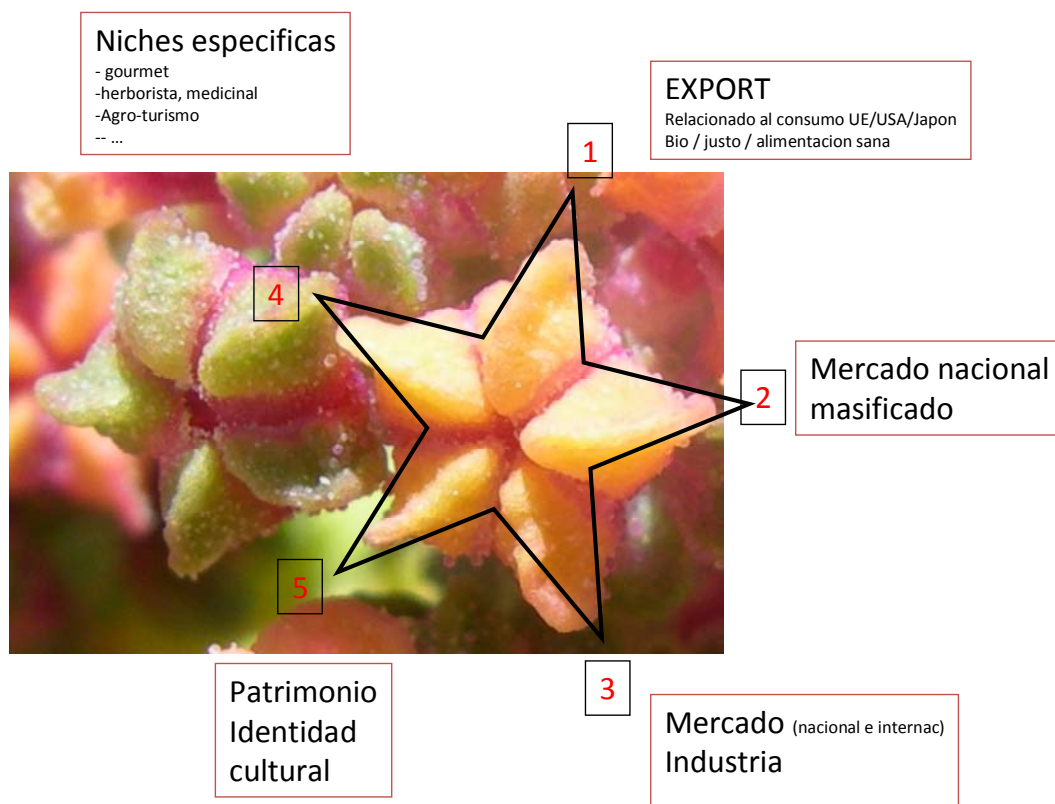 Niches especificas
- gourmet
-herborista, medicinal
-Agro-turismo
-- ...
EXPORT
Relacionado al consumo UE/USA/Japon
Bio / justo / alimentacion sana
1
4
2
Mercado nacional
masificado
5
3
Patrimonio
Identidad
cultural
Mercado (nacional e internac)
Industria